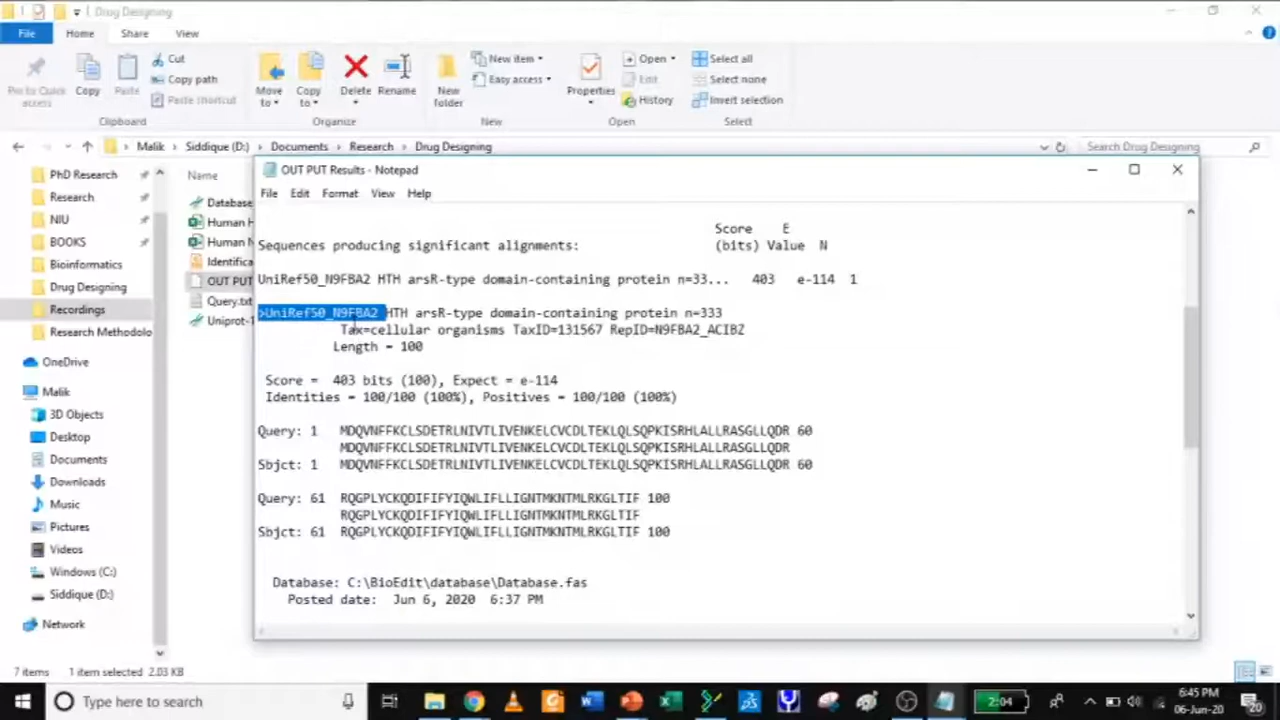 Drug Designing
File Home Share View
Pin to Quick access
Copy
Paste
Cut
Copy path
Paste shortcut
Clipboard
Move to
Copy to
Delete
Rename
Organize
New folder
New item
Easy access
New
Properties
Open
Edit
History
Open
Select all
Select none
Invert selection
Select
Malik > Siddique (D:) > Documents > Research > Drug Designing
Search Drug Designing
PhD Research
Research
NIU
BOOKS
Bioinformatics
Drug Designing
Recordings
Research Methodolo
OneDrive
Malik
3D Objects
Desktop
Documents
Downloads
Music
Pictures
Videos
Windows (C:)
Siddique (D:)
Network
Name
Database
Human H
Human N
Identifica
OUT PUT
Query.txt
Uniprot-1
OUT PUT Results - Notepad
File Edit Format View Help
Score E
Sequences producing significant alignments: (bits) Value N
UniRef50_N9FBA2 HTH arsR-type domain-containing protein n=33... 403 e-114 1
>UniRef50_N9FBA2 HTH arsR-type domain-containing protein n=333
Tax=cellular organisms TaxID=131567 RepID=N9FBA2_ACIBZ
Length = 100
Score = 403 bits (100), Expect = e-114
Identities = 100/100 (100%), Positives = 100/100 (100%)
Query: 1 MDQVNFFKCLSDETRLNIVTLIVENKELCVCDLTEKLQLSQPKISRHLALLRASGLLQDR 60
MDQVNFFKCLSDETRLNIVTLIVENKELCVCDLTEKLQLSQPKISRHLALLRASGLLQDR
Sbjct: 1 MDQVNFFKCLSDETRLNIVTLIVENKELCVCDLTEKLQLSQPKISRHLALLRASGLLQDR 60
Query: 61 RQGPLYCKQDIFIFYIQWLIFLLIGNTMKNTMLRKGLTIF 100
RQGPLYCKQDIFIFYIQWLIFLLIGNTMKNTMLRKGLTIF
Sbjct: 61 RQGPLYCKQDIFIFYIQWLIFLLIGNTMKNTMLRKGLTIF 100
Database: C:\BioEdit\database\Database.fas
Posted date: Jun 6, 2020 6:37 PM
7 items 1 item selected 2.03 KB
Type here to search
2:04
6:45 PM
06-Jun-20
20